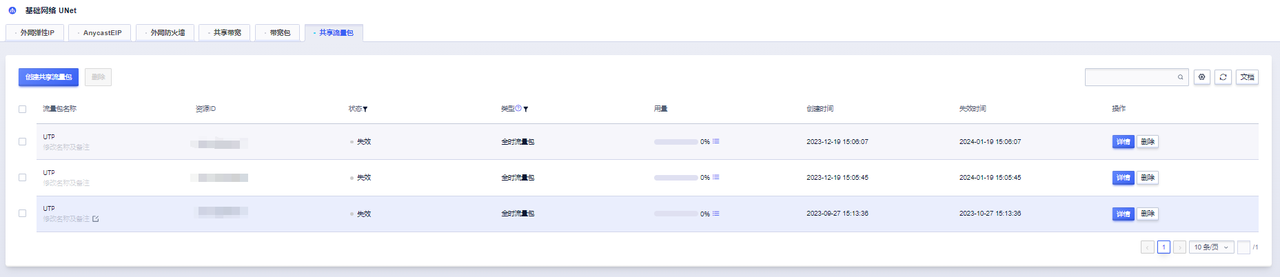 基础网络 UNet
外网弹性IP
AnycastEIP
外网防火墙
共享带宽
带宽包
共享流量包
创建共享流量包
删除
文档
流量包名称
资源ID
状态
类型
用量
创建时间
失效时间
操作
UTP
修改名称及备注
失效
全时流量包
0%
2023-12-19 15:06:07
2024-01-19 15:06:07
详情
删除
UTP
修改名称及备注
失效
全时流量包
0%
2023-12-19 15:05:45
2024-01-19 15:05:45
详情
删除
UTP
修改名称及备注
失效
全时流量包
0%
2023-09-27 15:13:36
2023-10-27 15:13:36
详情
删除
1
10 条/页
/1